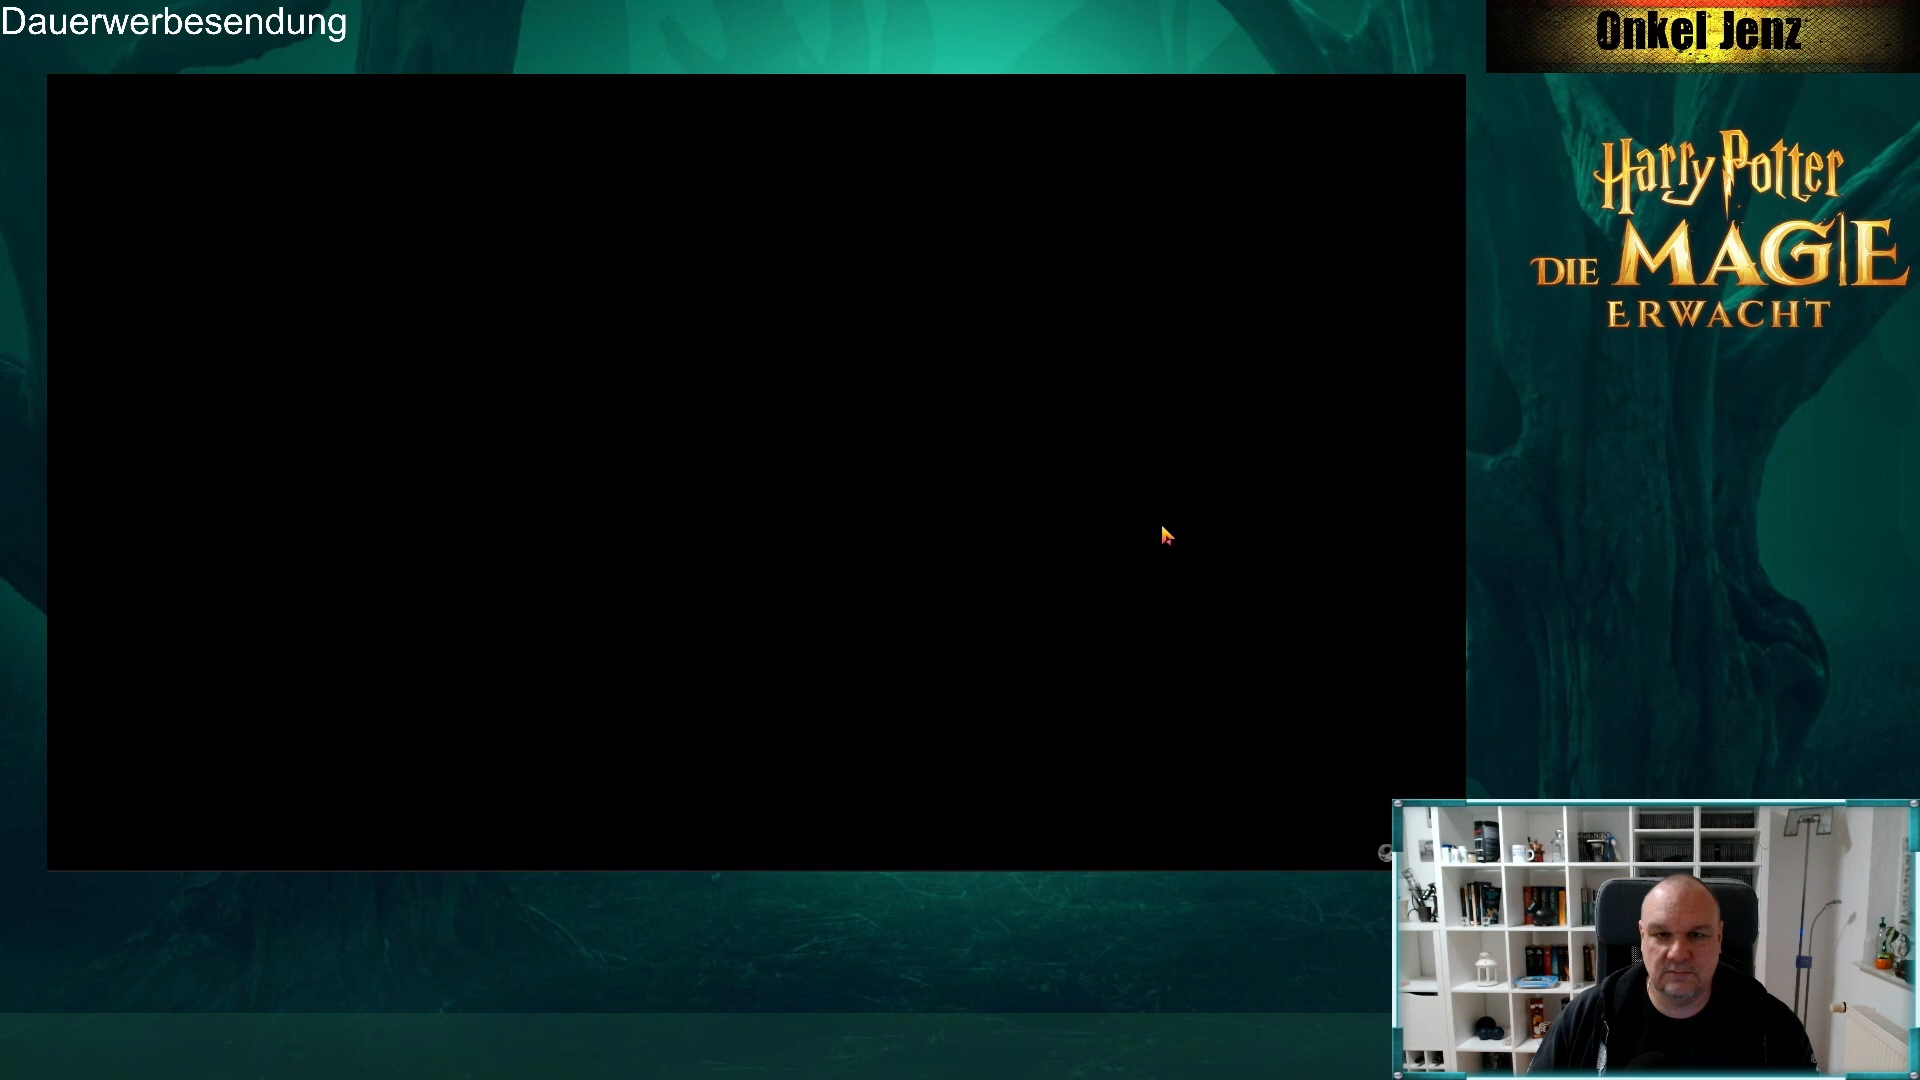 Dauerwerbesendung
Onkel Jenz
Harry Potter
DIE MAGIE
ERWACHT